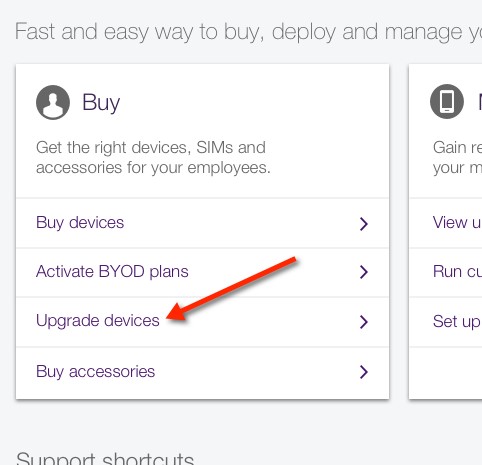 Fast and easy way to buy, deploy and manage
Buy
Get the right devices, SIMs and
accessories for your employees.
Buy devices
Activate BYOD plans
Upgrade devices
Buy accessories
Gain
your
View
Run
Set up
Support shortcuts